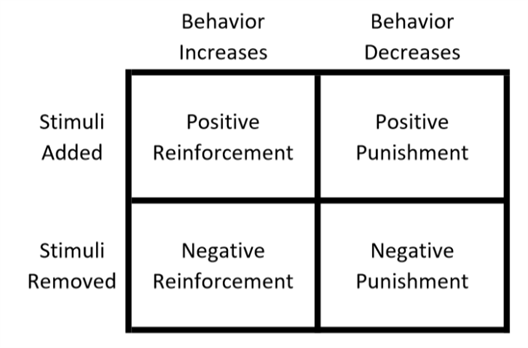 Behavior
Increases
Behavior
Decreases
Stimuli
Added
Positive
Reinforcement
Positive
Punishment
Stimuli
Removed
Negative
Reinforcement
Negative
Punishment